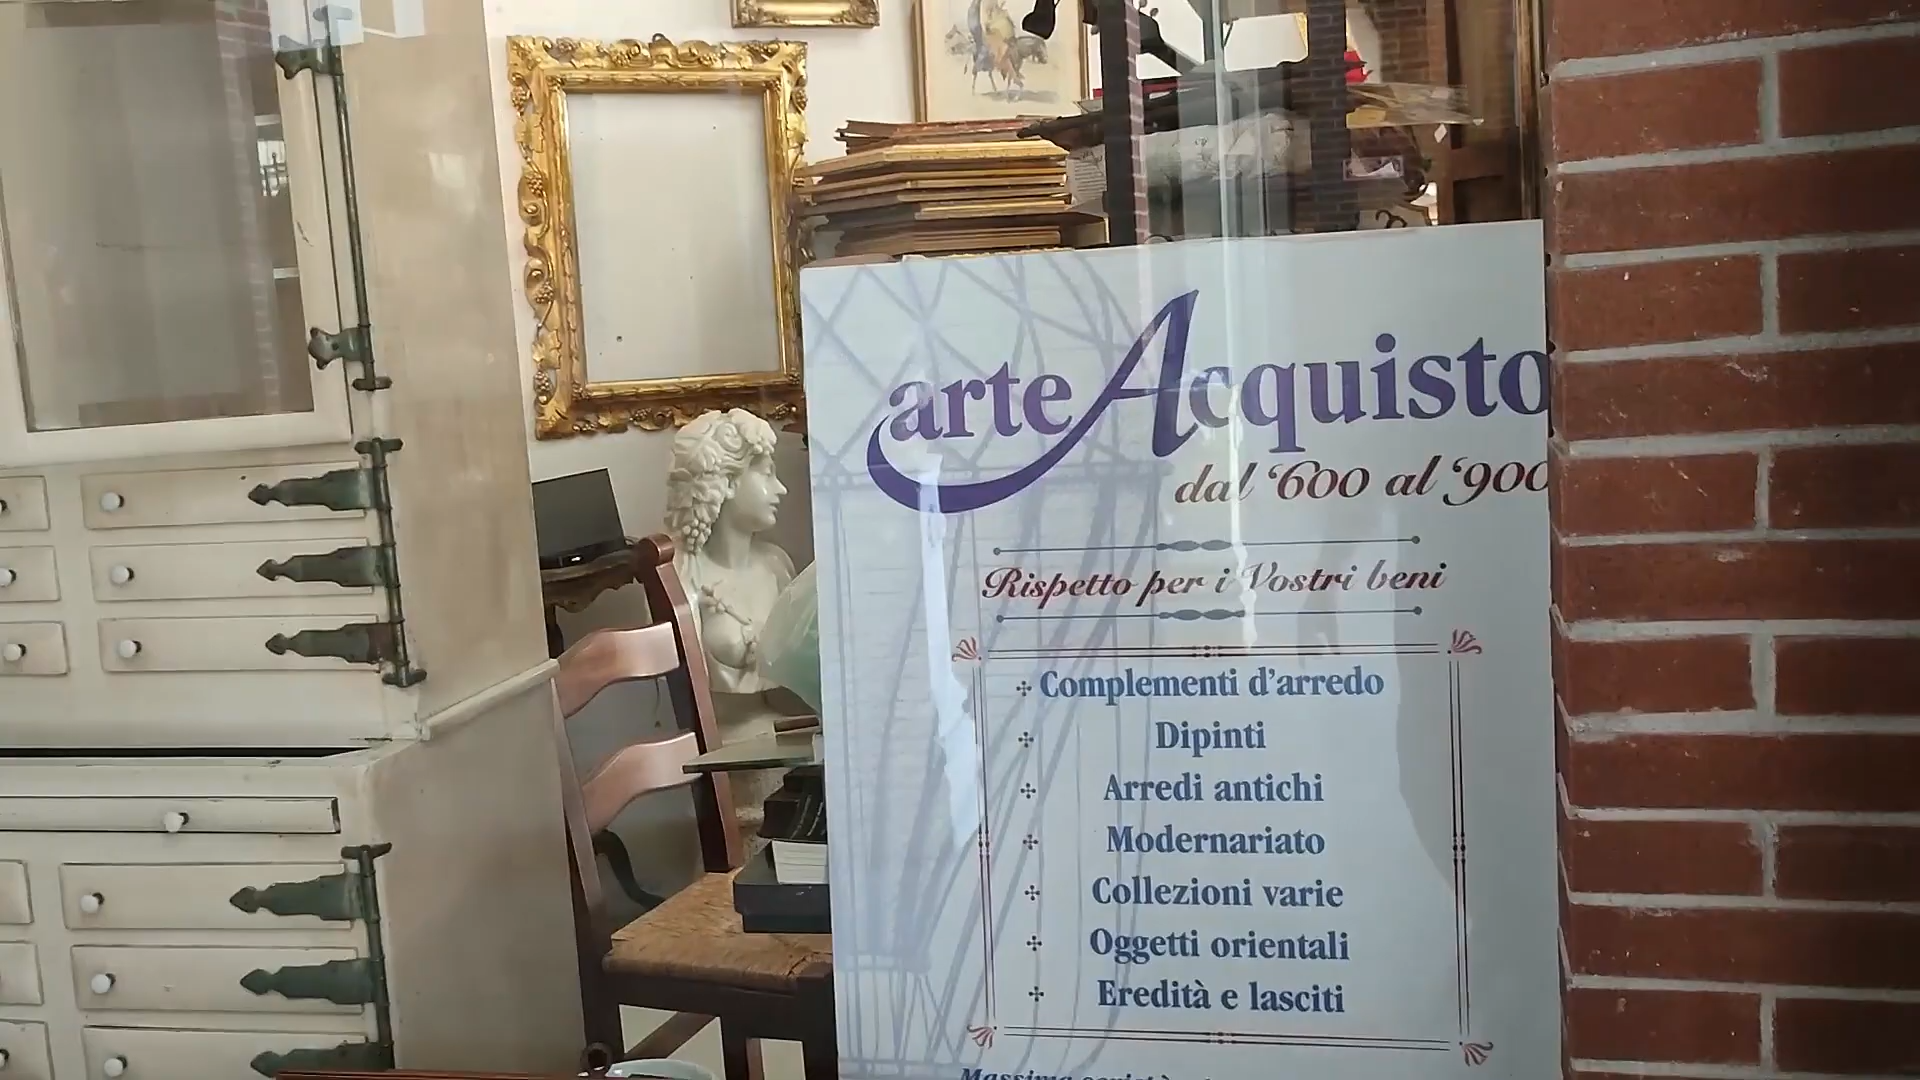 arteAcquisto
dal ‘600 al ‘900
Rispetto per i Vostri beni
Complementi d’arredo
Dipinti
Arredi antichi
Modernariato
Collezioni varie
Oggetti orientali
Eredità e lasciti
Massima